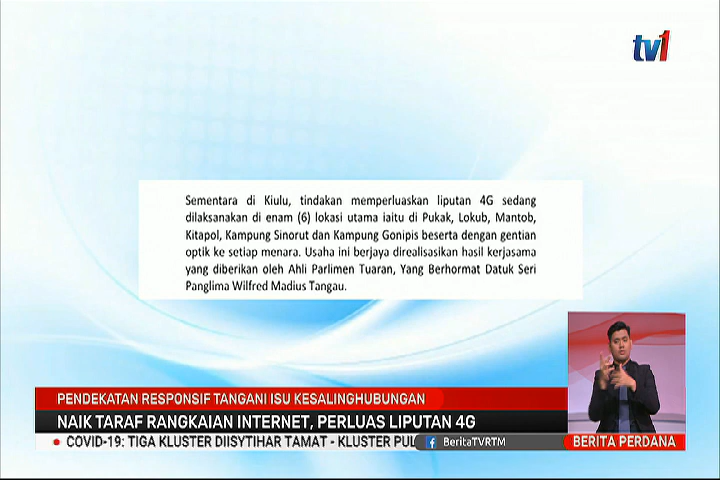 tv1
Sementara di Kiulu, tindakan memperluaskan liputan 4G sedang
dilaksanakan di enam (6) lokasi utama iaitu di Pukak, Lokub, Mantob,
Kitapol, Kampung Sinorut dan Kampung Gonipis beserta dengan gentian
optik ke setiap menara. Usaha ini berjaya direalisasikan hasil kerjasama
yang diberikan oleh Ahli Parlimen Tuaran, Yang Berhormat Datuk Seri
Panglima Wilfred Madius Tangau.
PENDEKATAN RESPONSIF TANGANI ISU KESALINGHUBUNGAN
NAIK TARAF RANGKAIAN INTERNET, PERLUAS LIPUTAN 4G
COVID-19: TIGA KLUSTER DIISYTIHAR TAMAT - KLUSTER PUL
f BeritaTVRTM
BERITA PERDANA